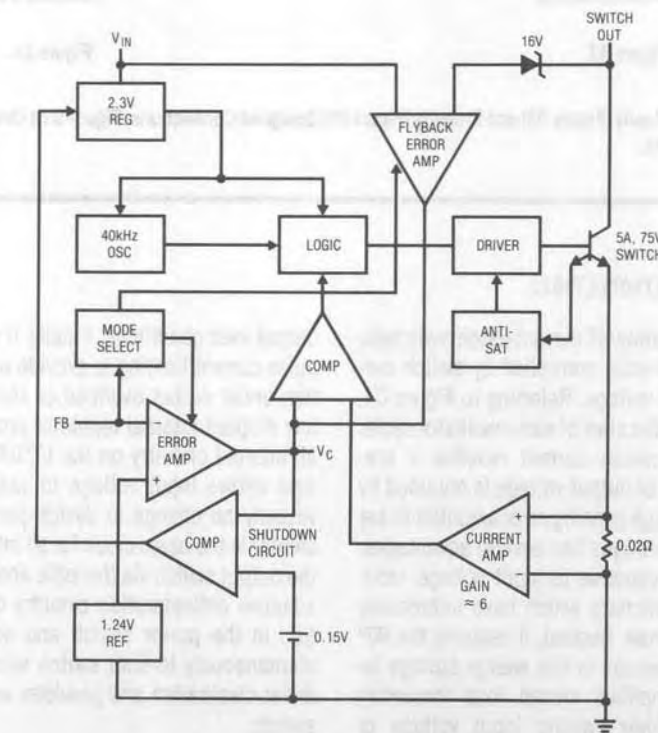 V_IN
SWITCH
OUT
16V
2.3V
REG
FLYBACK
ERROR
AMP
40kHz
OSC
LOGIC
DRIVER
5A, 75V
SWITCH
MODE
SELECT
COMP
ANTI-
SAT
FB
ERROR
AMP
V_C
SHUTDOWN
CIRCUIT
COMP
CURRENT
AMP
GAIN
≈ 6
0.02Ω
1.24V
REF
0.15V